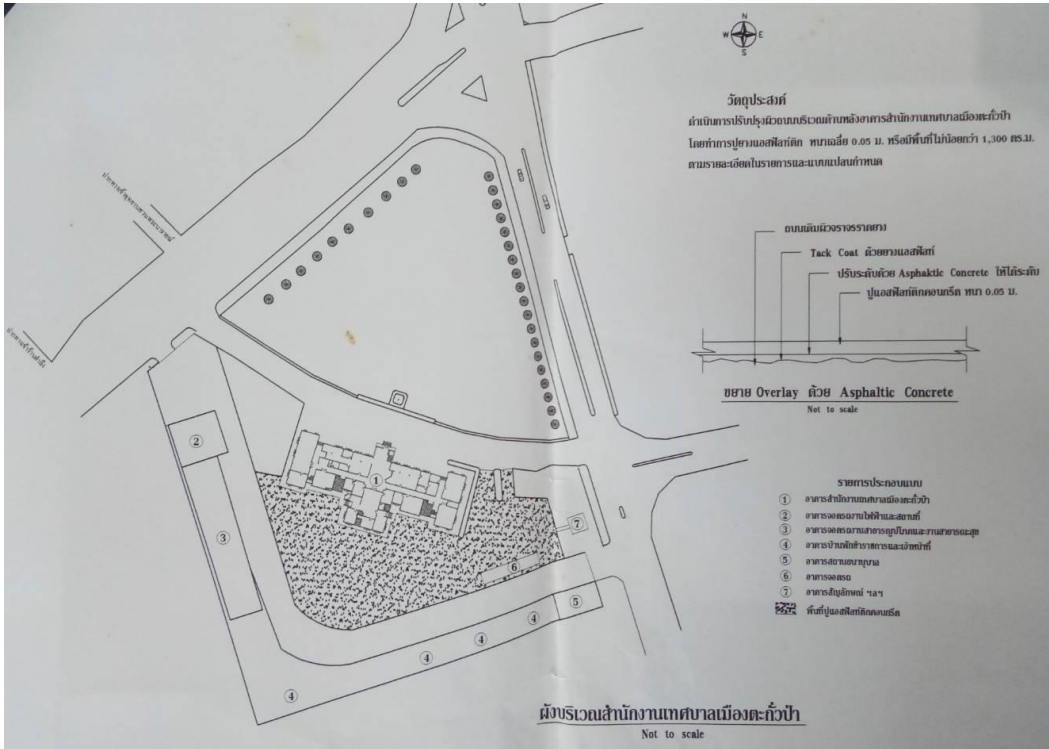 N
W E
S
วัตถุประสงค์
ดำเนินการปรับปรุงผิวถนนบริเวณด้านหลังอาคารสำนักงานเทศบาลเมืองตะกั่วป่า
โดยทำการปูยางแอสฟัลท์ติก หนาเฉลี่ย 0.05 ม. หรือมีพื้นที่ไม่น้อยกว่า 1,300 ตร.ม.
ตามรายละเอียดในรายการและแบบแปลนกำหนด
ถนนเดิมผิวจราจรราดยาง
Tack Coat ด้วยยางแอสฟัลท์
ปรับระดับด้วย Asphaktic Concrete ให้ได้ระดับ
ปูแอสฟัลท์ติกคอนกรีต หนา 0.05 ม.
ขยาย Overlay ด้วย Asphaltic Concrete
Not to scale
รายการประกอบแบบ
1 อาคารสำนักงานเทศบาลเมืองตะกั่วป่า
2 อาคารจอดรถงานไฟฟ้าและสถานที่
3 อาคารจอดรถงานสาธารณูปโภคและงานสาธารณะสุข
4 อาคารบ้านพักข้าราชการและเจ้าหน้าที่
5 อาคารสถานธนานุบาล
6 อาคารจอดรถ
7 อาคารสัญลักษณ์ ฯลฯ
พื้นที่ปูแอสฟัลท์ติกคอนกรีต
2
1
3
7
6
5
4
4
4
4
ผังบริเวณสำนักงานเทศบาลเมืองตะกั่วป่า
Not to scale